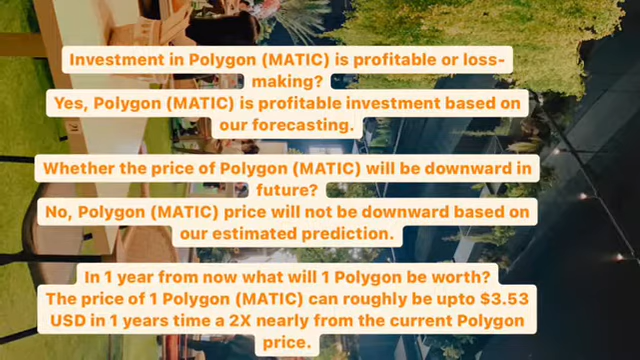 Investment in Polygon (MATIC) is profitable or loss-
making?
Yes, Polygon (MATIC) is profitable investment based on
our forecasting.
Whether the price of Polygon (MATIC) will be downward in
future?
No, Polygon (MATIC) price will not be downward based on
our estimated prediction.
In 1 year from now what will 1 Polygon be worth?
The price of 1 Polygon (MATIC) can roughly be upto $3.53
USD in 1 years time a 2X nearly from the current Polygon
price.